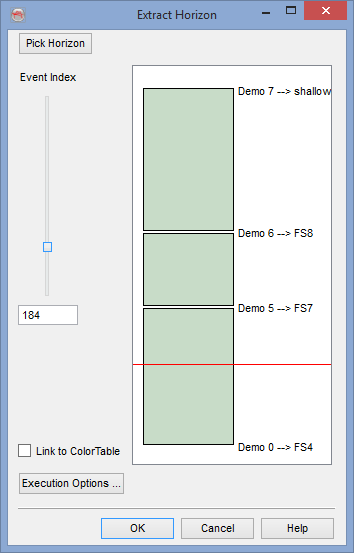 Extract Horizon
Pick Horizon
Event Index
184
Link to ColorTable
Execution Options ...
Demo 7 --> shallow
Demo 6 --> FS8
Demo 5 --> FS7
Demo 0 --> FS4
OK
Cancel
Help